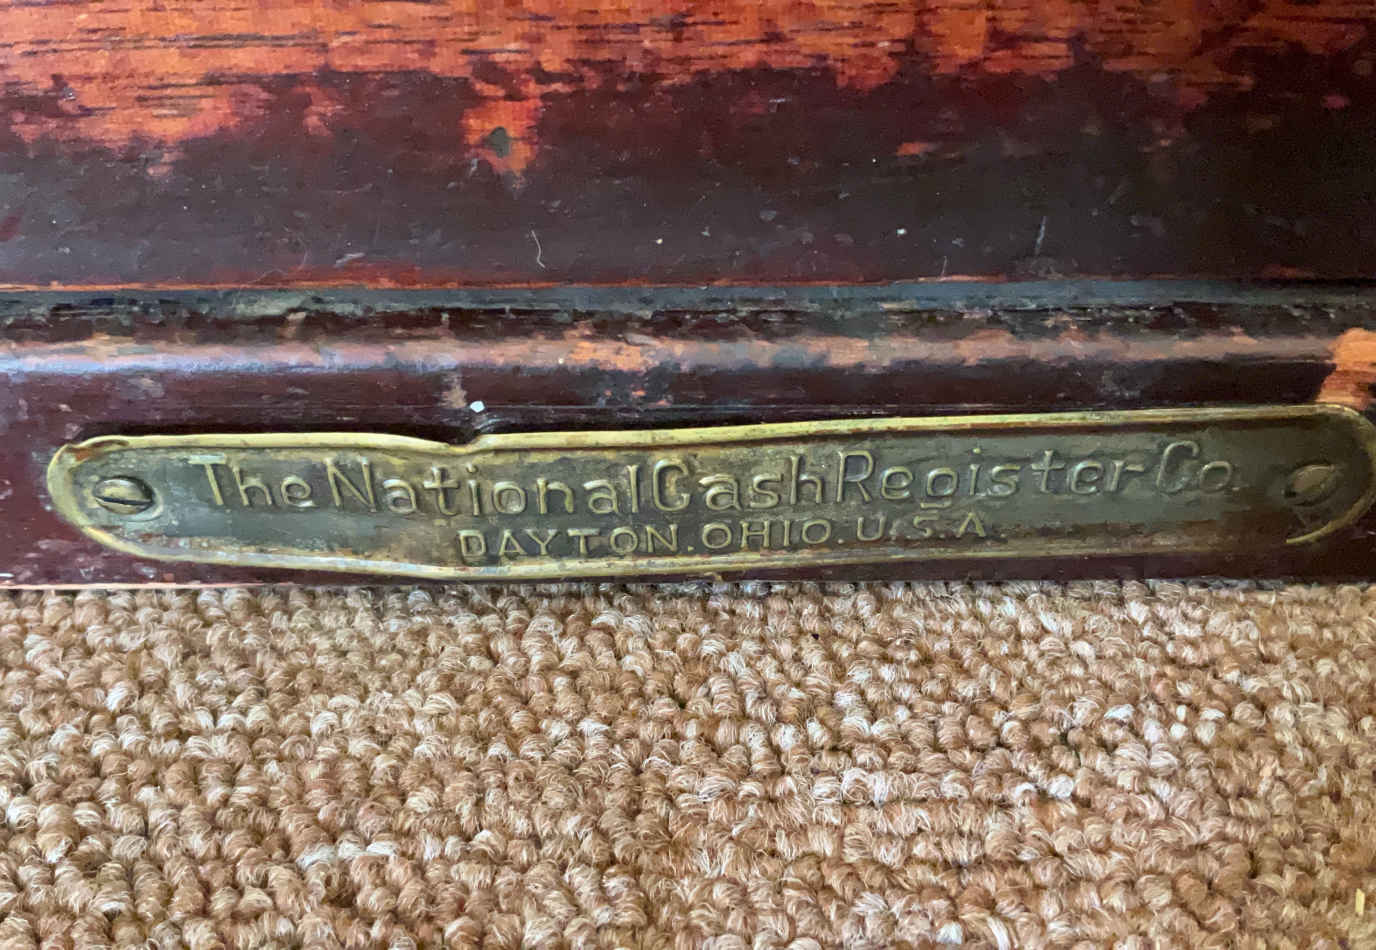 The National Cash Register Co.
DAYTON. OHIO. U.S.A.